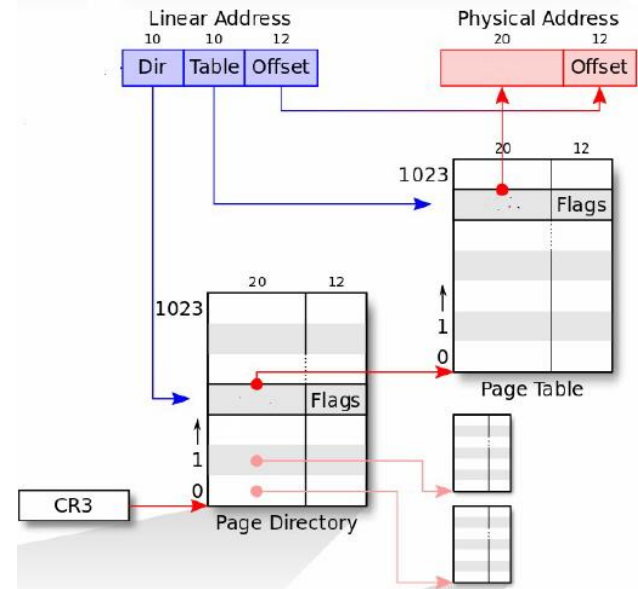 Linear Address
10 10 12
Dir Table Offset
Physical Address
20 12
Offset
20 12
1023
Flags
1
0
Page Table
20 12
1023
Flags
1
0
Page Directory
CR3